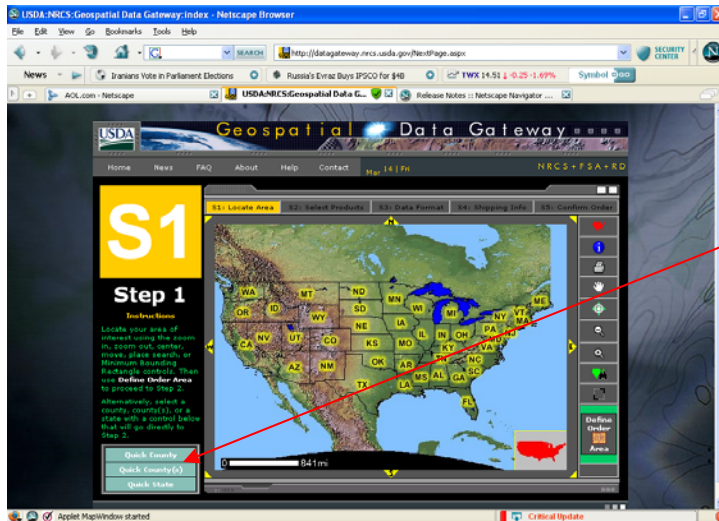 USDA:NRCS:Geospatial Data Gateway:Index - Netscape Browser
File Edit View Go Bookmarks Tools Help
SEARCH http://datagateway.nrcs.usda.gov/NextPage.aspx SECURITY CENTER
News Iranians Vote in Parliament Elections Russia's Evraz Buys IPSCO for $4B TWX 14.51 -0.25 -1.69% Symbol GO
AOL.com - Netscape USDA:NRCS:Geospatial Data G... Release Notes :: Netscape Navigator ...
USDA Geospatial Data Gateway
Home News FAQ About Help Contact Mar 14 | Fri NRCS+FSA+RD
S1: Locate Area S2: Select Products S3: Data Format S4: Shipping Info S5: Confirm Order
S1
Step 1
Instructions
Locate your area of
interest using the zoom
in, zoom out, center,
move, place search, or
Minimum Bounding
Rectangle controls. Then
use Define Order Area
to proceed to Step 2.
Alternatively, select a
county, counts(s), or a
state with a control below
that will go directly to
Step 2.
Quick County
Quick County(s)
Quick State
N
WA MT ND MN ME
OR ID WY SD WI MI NY VT
MA
NV UT CO NE IA IL IN OH PA NJ
CA KS MO KY VA
AZ NM OK AR TN NC
SC
TX LA MS AL GA
FL
0 841mi
Define
Order
Area
Applet MapWindow started Critical Update